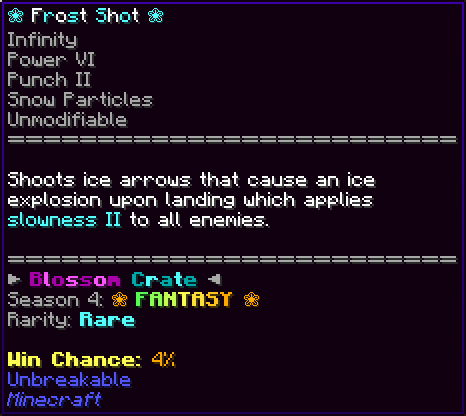 ❀ Frost Shot ❀
Infinity
Power VI
Punch II
Snow Particles
Unmodifiable
==============================
Shoots ice arrows that cause an ice
explosion upon landing which applies
slowness II to all enemies.
==============================
► Blossom Crate ◄
Season 4: ❀ FANTASY ❀
Rarity: Rare
Win Chance: 4%
Unbreakable
Minecraft